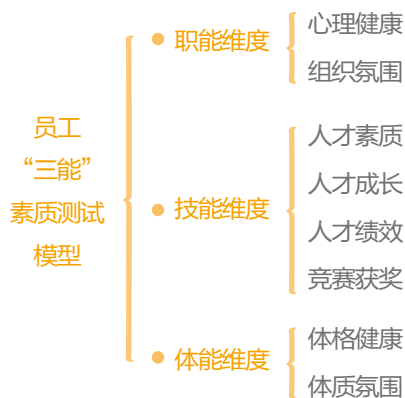 员工
“三能”
素质测试
模型
职能维度
心理健康
组织氛围
技能维度
人才素质
人才成长
人才绩效
竞赛获奖
体能维度
体格健康
体质氛围